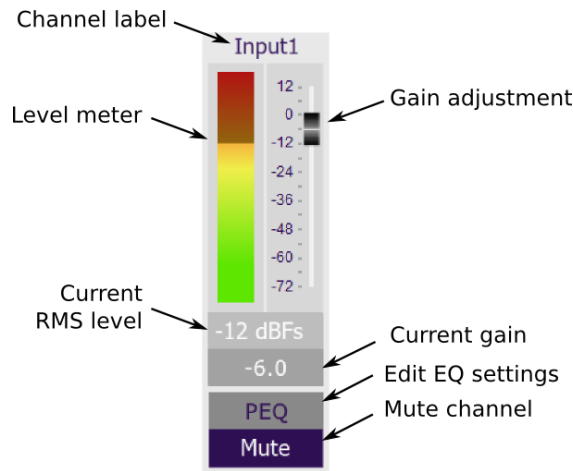 Channel label
Input1
Level meter
Gain adjustment
12
0
-12
-24
-36
-48
-60
-72
Current
RMS level
-12 dBFs
Current gain
-6.0
Edit EQ settings
PEQ
Mute channel
Mute